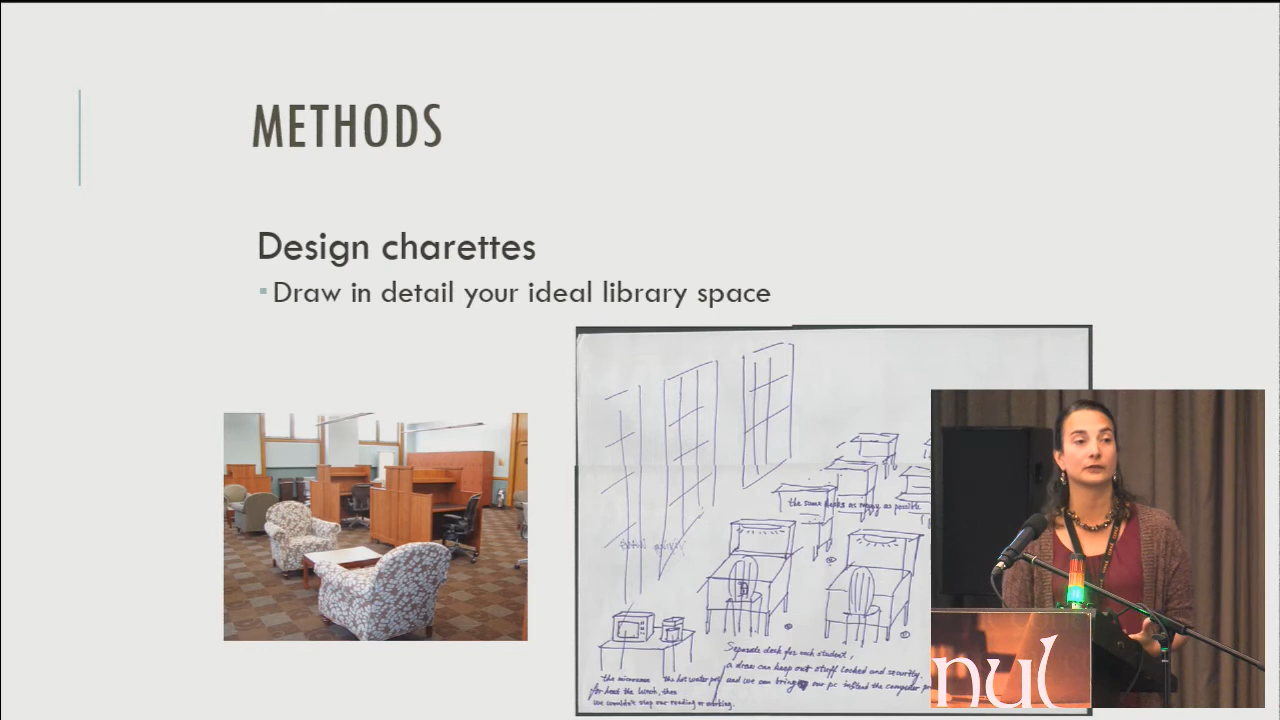 METHODS
Design charettes
Draw in detail your ideal library space
the same desks as many as possible
Separate desk for each student,
a draw can keep out stuff locked and security.
the microwave the hot water pot and we can bring our pc instead the computer
for heat the lunch, then
we wouldn't stop our reading or working.
nul